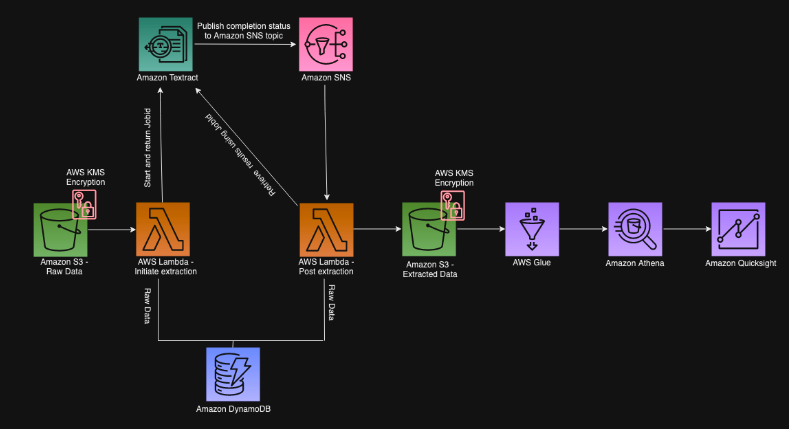 Publish completion status
to Amazon SNS topic
Amazon Textract
Amazon SNS
Start and return JobId
Retrieve results using JobId
AWS KMS
Encryption
AWS KMS
Encryption
Amazon S3 -
Raw Data
AWS Lambda -
Initiate extraction
AWS Lambda -
Post extraction
Amazon S3 -
Extracted Data
AWS Glue
Amazon Athena
Amazon Quicksight
Raw Data
Raw Data
Amazon DynamoDB